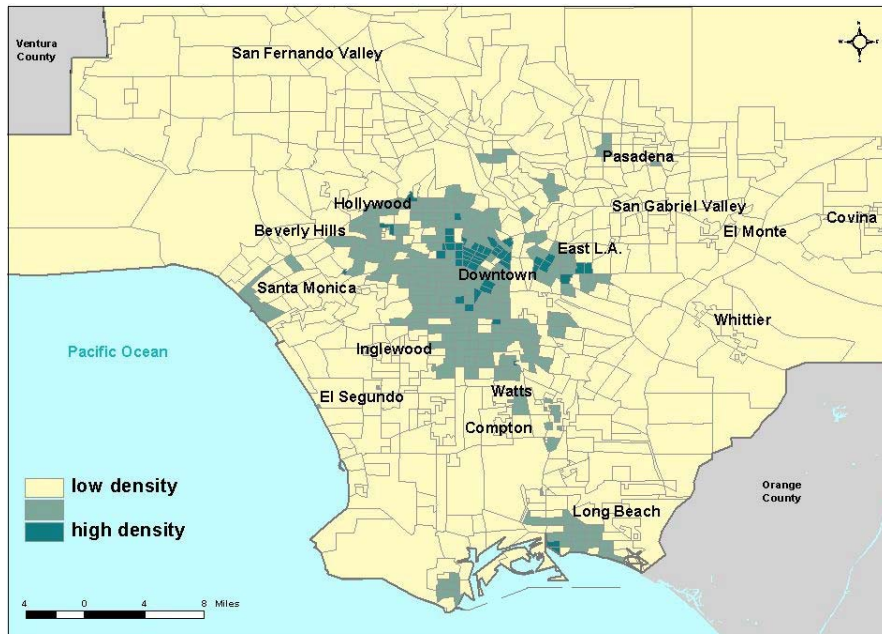 Ventura
County
San Fernando Valley
Pasadena
Hollywood
San Gabriel Valley
Covina
Beverly Hills
El Monte
East L.A.
Downtown
Santa Monica
Whittier
Pacific Ocean
Inglewood
El Segundo
Watts
Compton
low density
high density
Orange
County
Long Beach
4 0 4 8 Miles